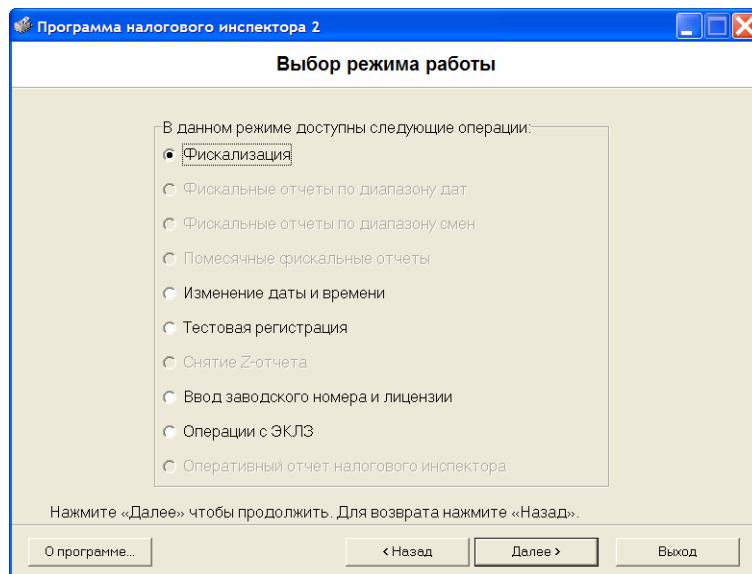 Программа налогового инспектора 2
Выбор режима работы
В данном режиме доступны следующие операции:
Фискализация
Фискальные отчеты по диапазону дат
Фискальные отчеты по диапазону смен
Помесячные фискальные отчеты
Изменение даты и времени
Тестовая регистрация
Снятие Z-отчета
Ввод заводского номера и лицензии
Операции с ЭКЛЗ
Оперативный отчет налогового инспектора
Нажмите «Далее» чтобы продолжить. Для возврата нажмите «Назад».
О программе... < Назад Далее > Выход